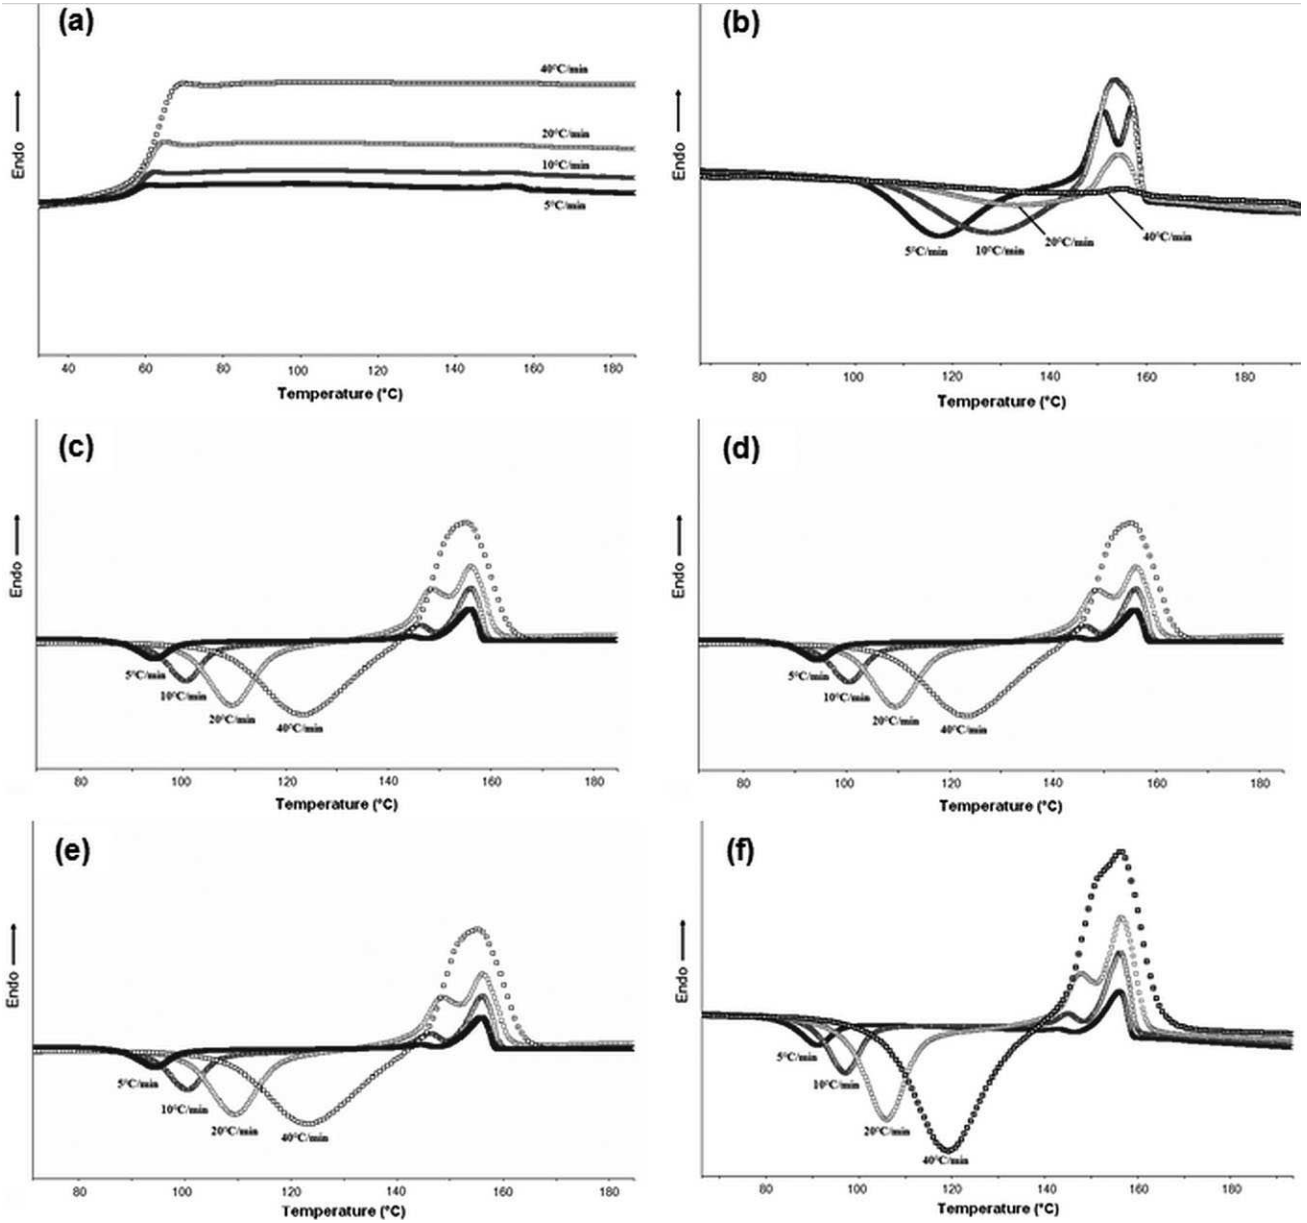 (a)
40°C/min
20°C/min
10°C/min
5°C/min
Endo
40 60 80 100 120 140 160 180
Temperature (°C)
(b)
5°C/min 10°C/min 20°C/min 40°C/min
Endo
80 100 120 140 160 180
Temperature (°C)
(c)
5°C/min
10°C/min
20°C/min
40°C/min
Endo
80 100 120 140 160 180
Temperature (°C)
(d)
5°C/min
10°C/min
20°C/min
40°C/min
Endo
80 100 120 140 160 180
Temperature (°C)
(e)
5°C/min
10°C/min
20°C/min
40°C/min
Endo
80 100 120 140 160 180
Temperature (°C)
(f)
5°C/min
10°C/min
20°C/min
40°C/min
Endo
80 100 120 140 160 180
Temperature (°C)